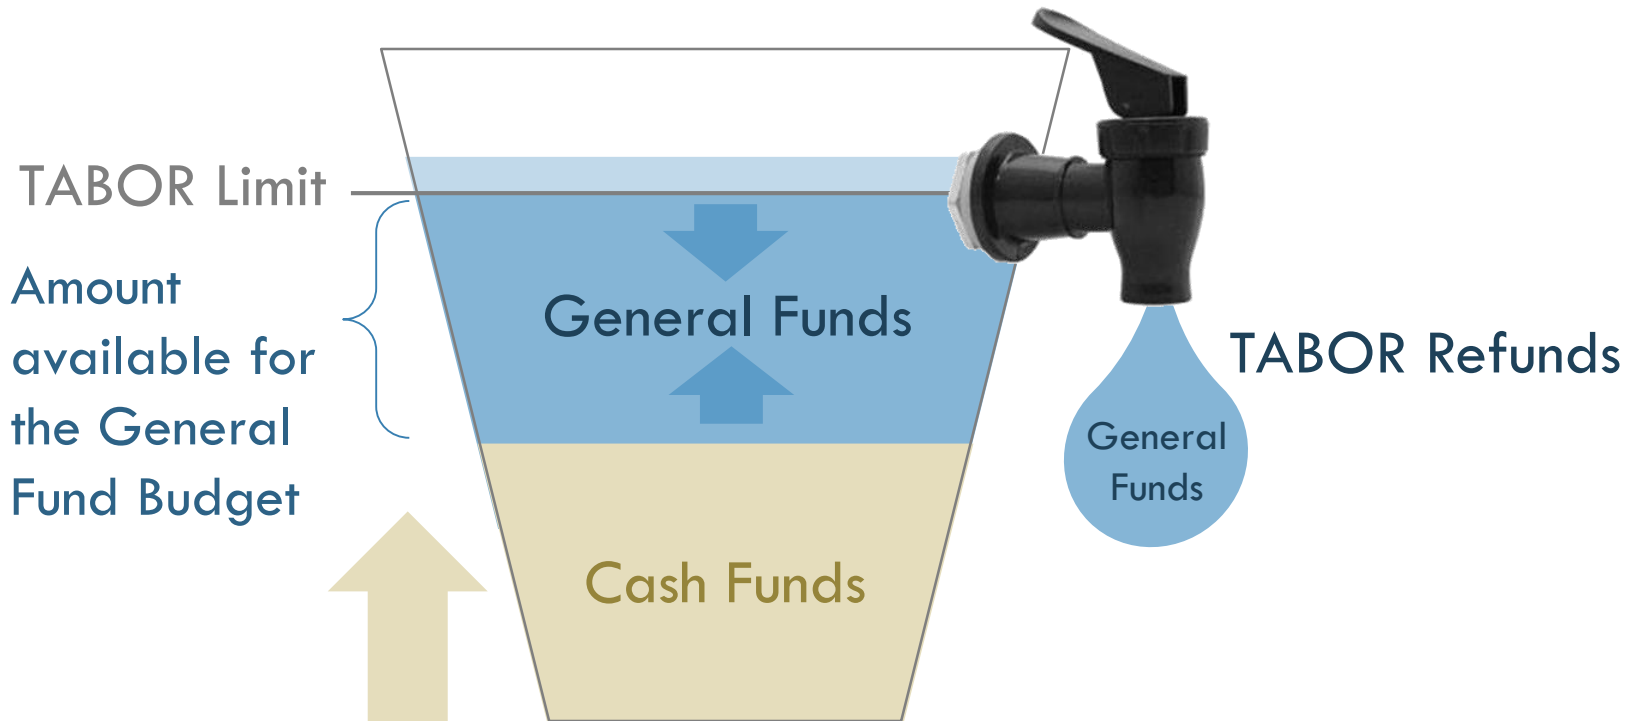 TABOR Limit
Amount
available for
the General
Fund Budget
General Funds
Cash Funds
TABOR Refunds
General
Funds